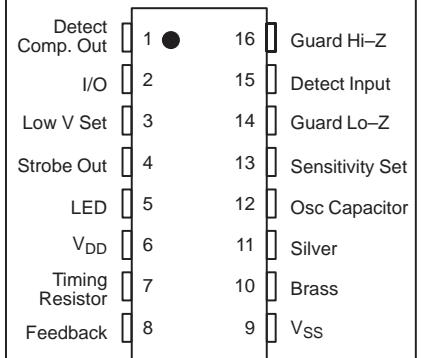 Detect
Comp. Out 1 16 Guard Hi–Z
I/O 2 15 Detect Input
Low V Set 3 14 Guard Lo–Z
Strobe Out 4 13 Sensitivity Set
LED 5 12 Osc Capacitor
VDD 6 11 Silver
Timing
Resistor 7 10 Brass
Feedback 8 9 VSS